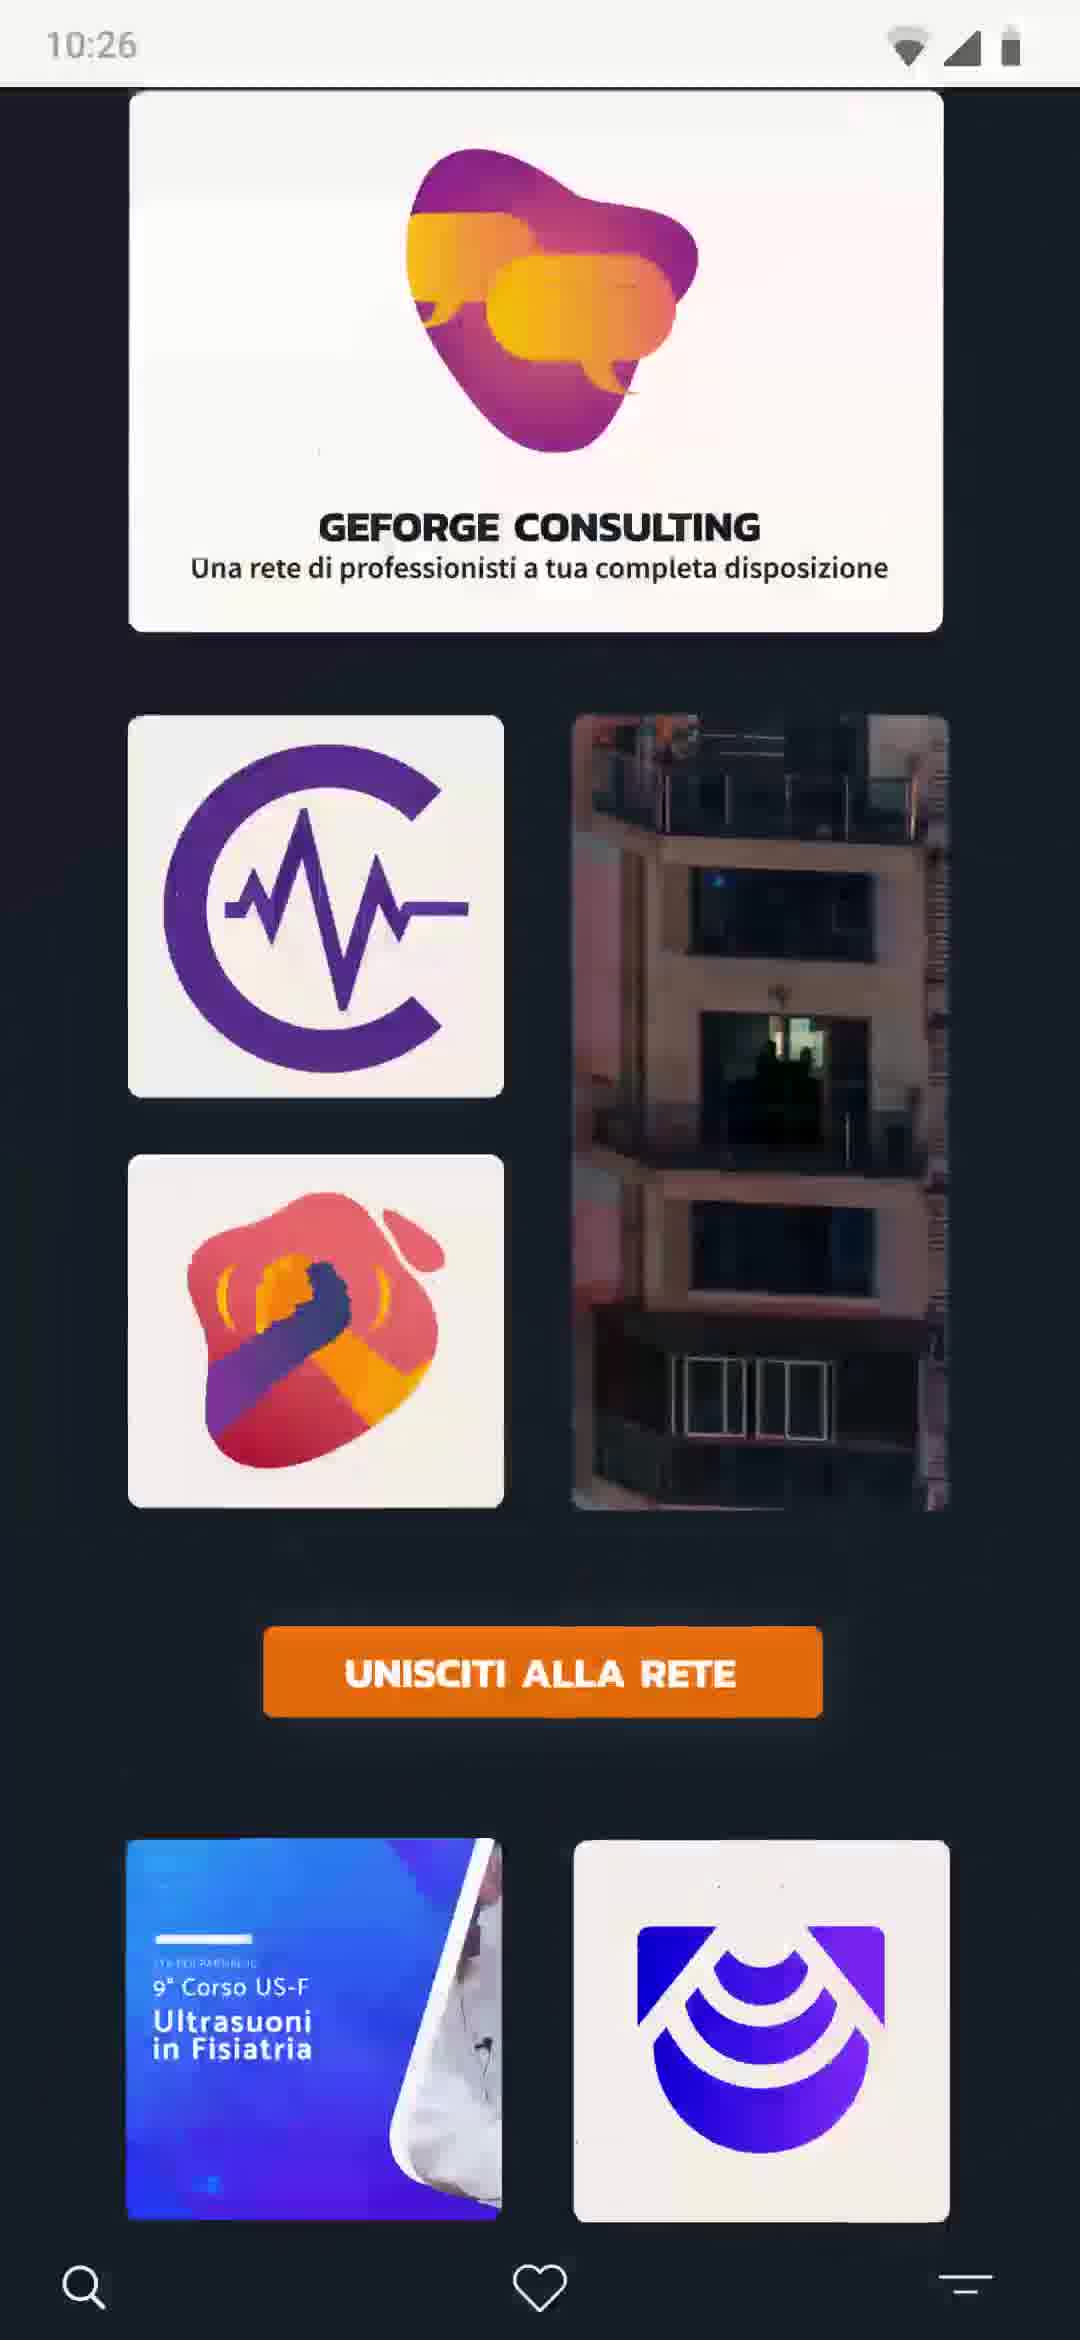 10:26
GEFORGE CONSULTING
Una rete di professionisti a tua completa disposizione
UNISCITI ALLA RETE
9° Corso US-F
Ultrasuoni
in Fisiatria